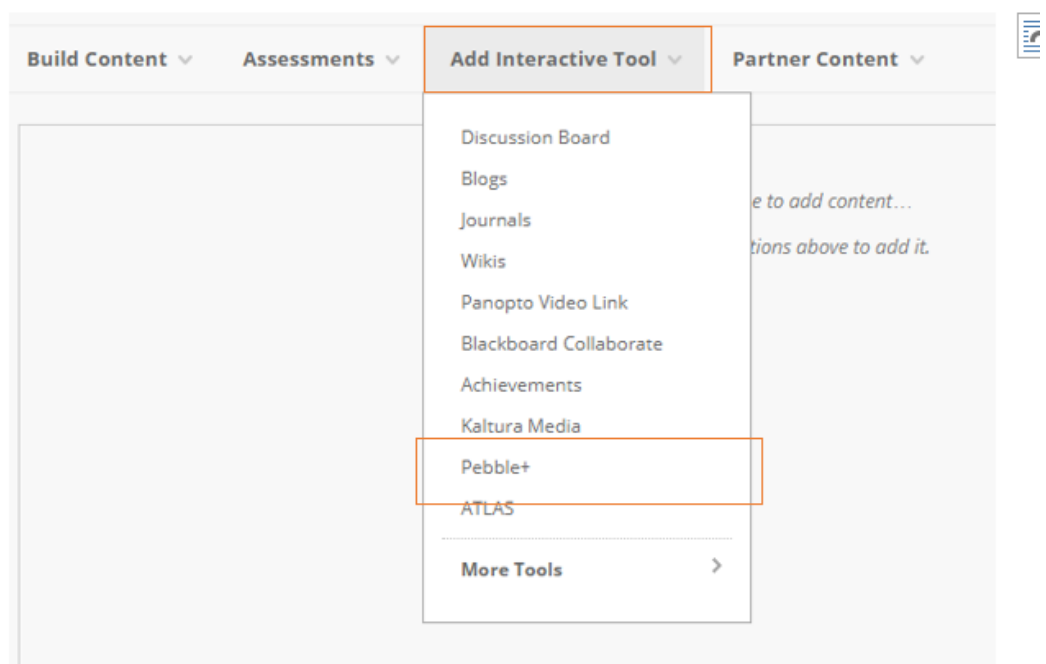 Build Content Assessments Add Interactive Tool Partner Content
Discussion Board
Blogs
e to add content...
Journals
tions above to add it.
Wikis
Panopto Video Link
Blackboard Collaborate
Achievements
Kaltura Media
Pebble+
ATLAS
More Tools